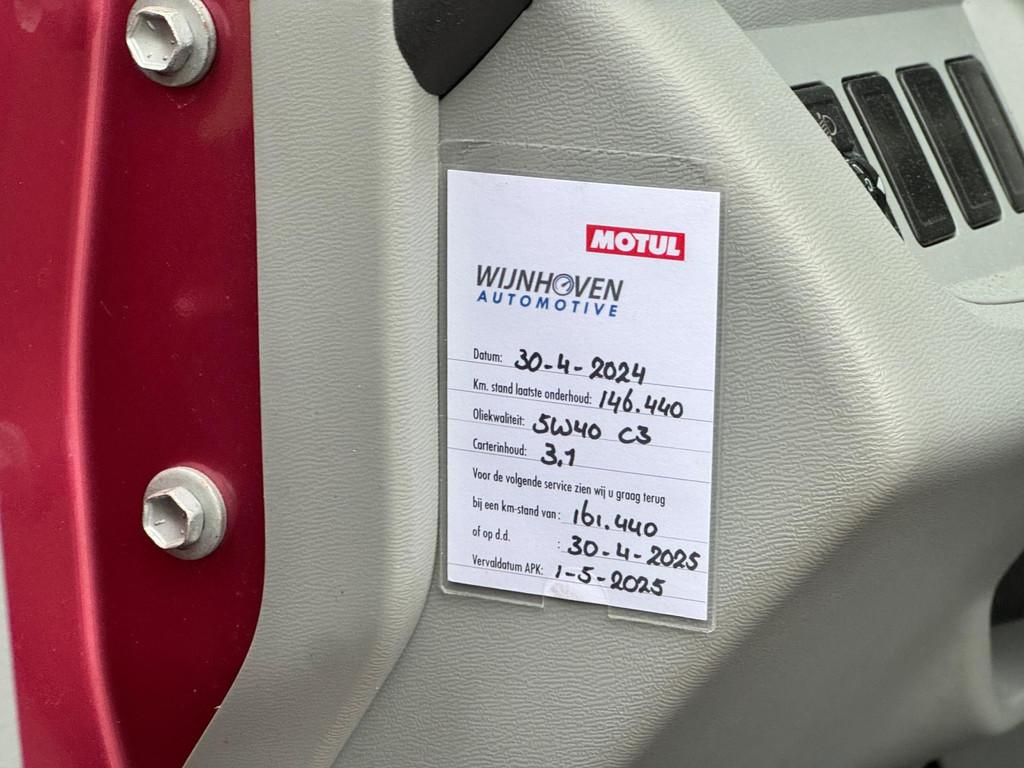 MOTUL
WIJNHOVEN
AUTOMOTIVE
Datum: 30-4-2024
Km. stand laatste onderhoud: 146.440
Oliekwaliteit: 5W40 C3
Carterinhoud: 3.1
Voor de volgende service zien wij u graag terug
bij een km-stand van: 161.440
of op d.d. : 30-4-2025
Vervaldatum APK: 1-5-2025